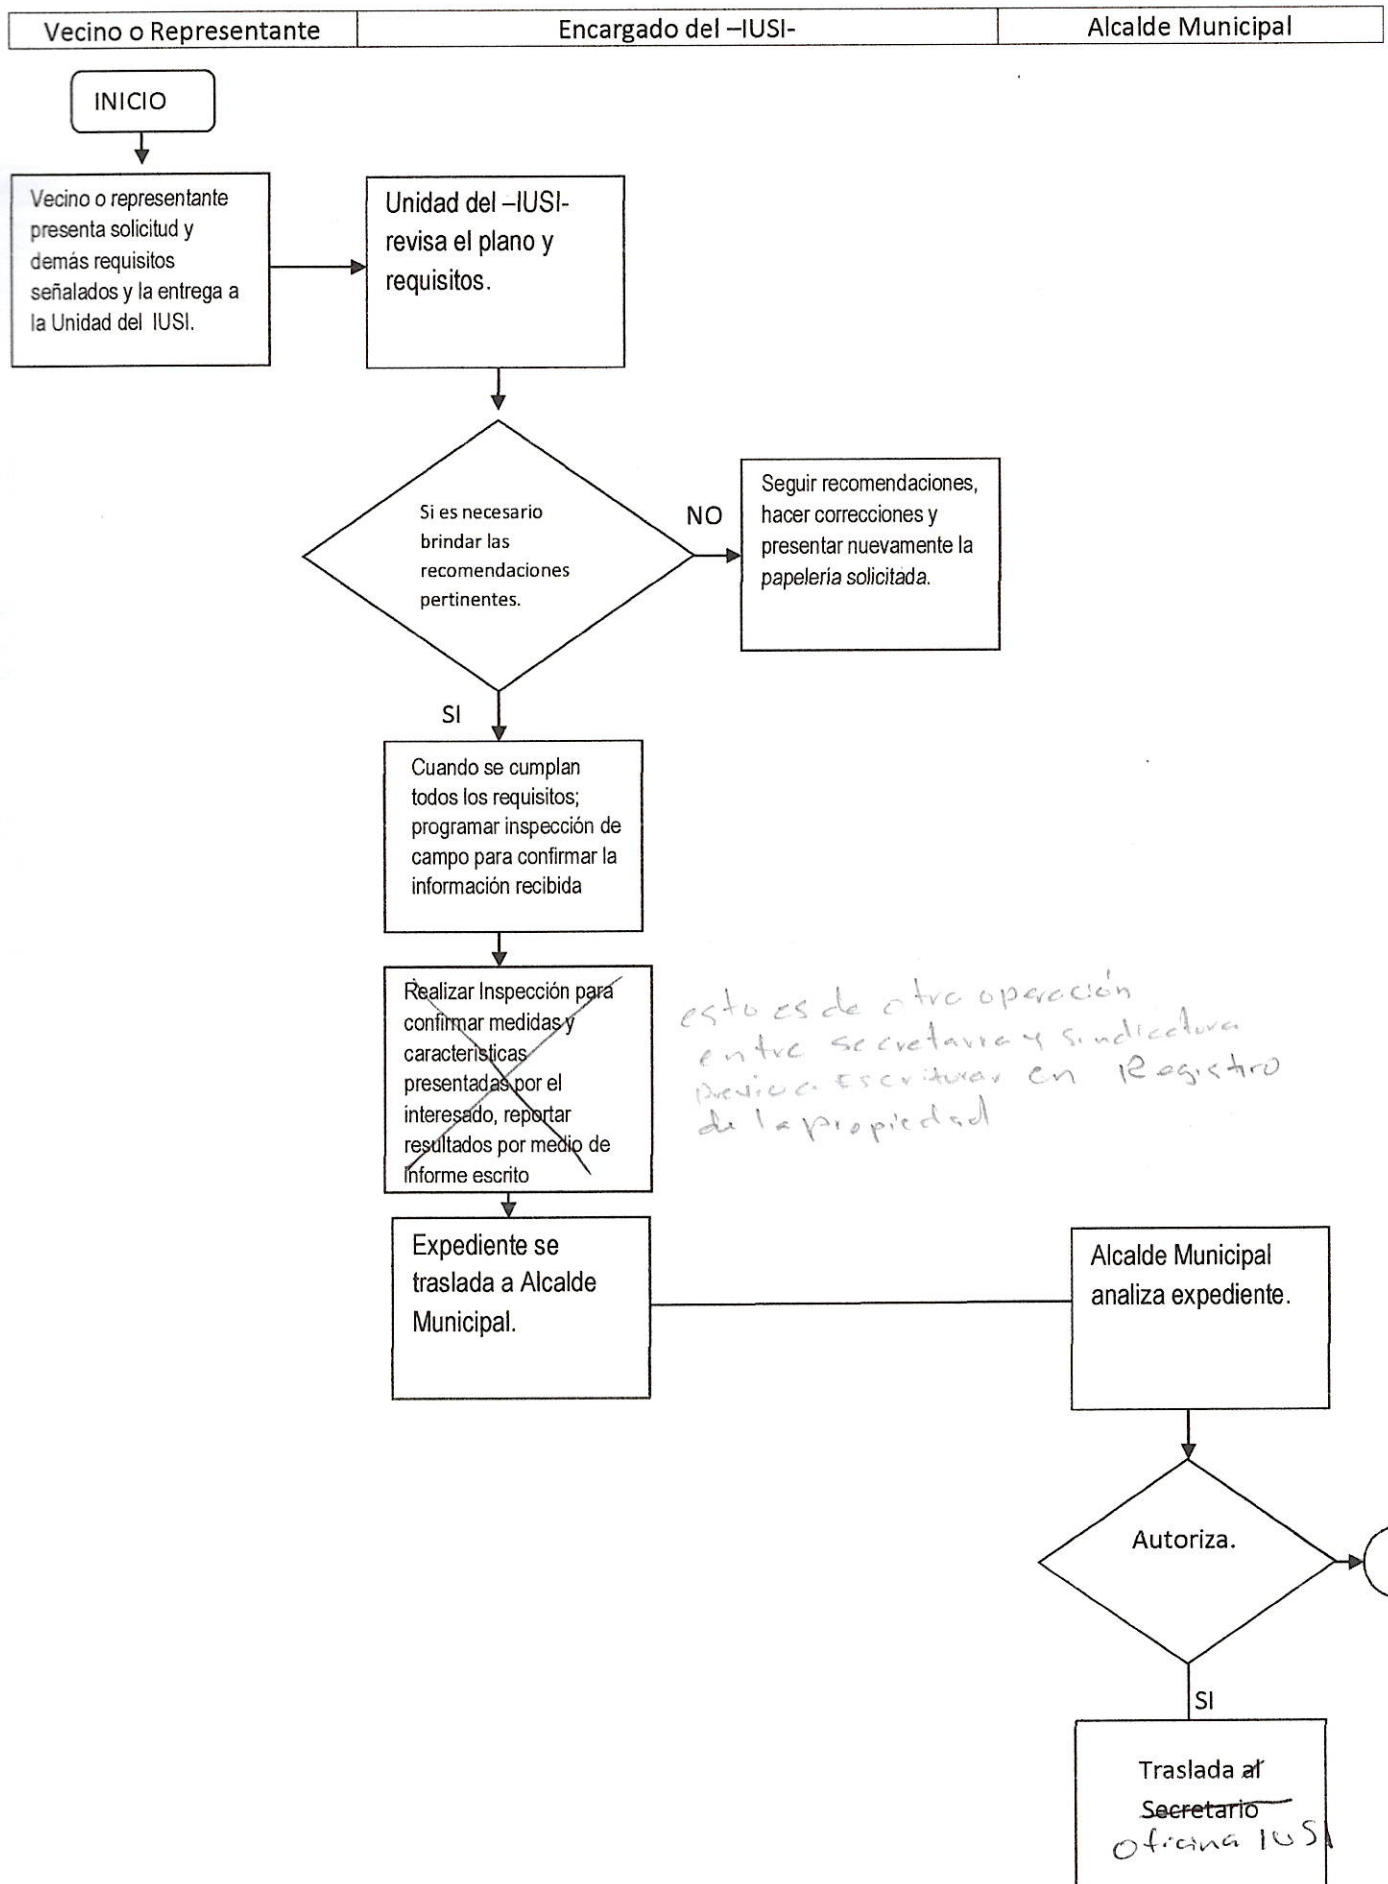 Vecino o Representante
Encargado del –IUSI-
Alcalde Municipal
INICIO
Vecino o representante
presenta solicitud y
demás requisitos
señalados y la entrega a
la Unidad del IUSI.
Unidad del –IUSI-
revisa el plano y
requisitos.
Si es necesario
brindar las
recomendaciones
pertinentes.
NO
Seguir recomendaciones,
hacer correcciones y
presentar nuevamente la
papelería solicitada.
SI
Cuando se cumplan
todos los requisitos;
programar inspección de
campo para confirmar la
información recibida
Realizar Inspección para
confirmar medidas y
características
presentadas por el
interesado, reportar
resultados por medio de
informe escrito
esto es de otra operación
entre secretaria y sindicatura
previo a Escriturar en Registro
de la propiedad
Expediente se
traslada a Alcalde
Municipal.
Alcalde Municipal
analiza expediente.
Autoriza.
SI
Traslada al
Secretario
Oficina IUSI